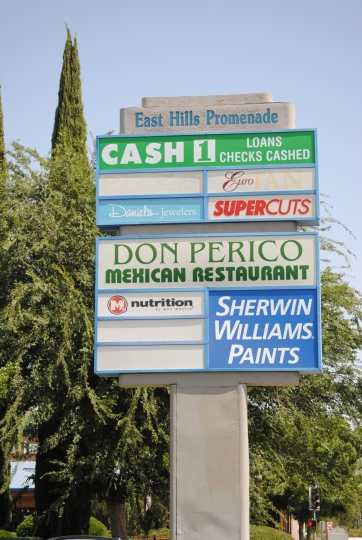 East Hills Promenade
CASH 1 LOANS
CHECKS CASHED
Euro TAN
Daniel's jewelers
SUPERCUTS
DON PERICO
MEXICAN RESTAURANT
M nutrition
SHERWIN
WILLIAMS.
PAINTS